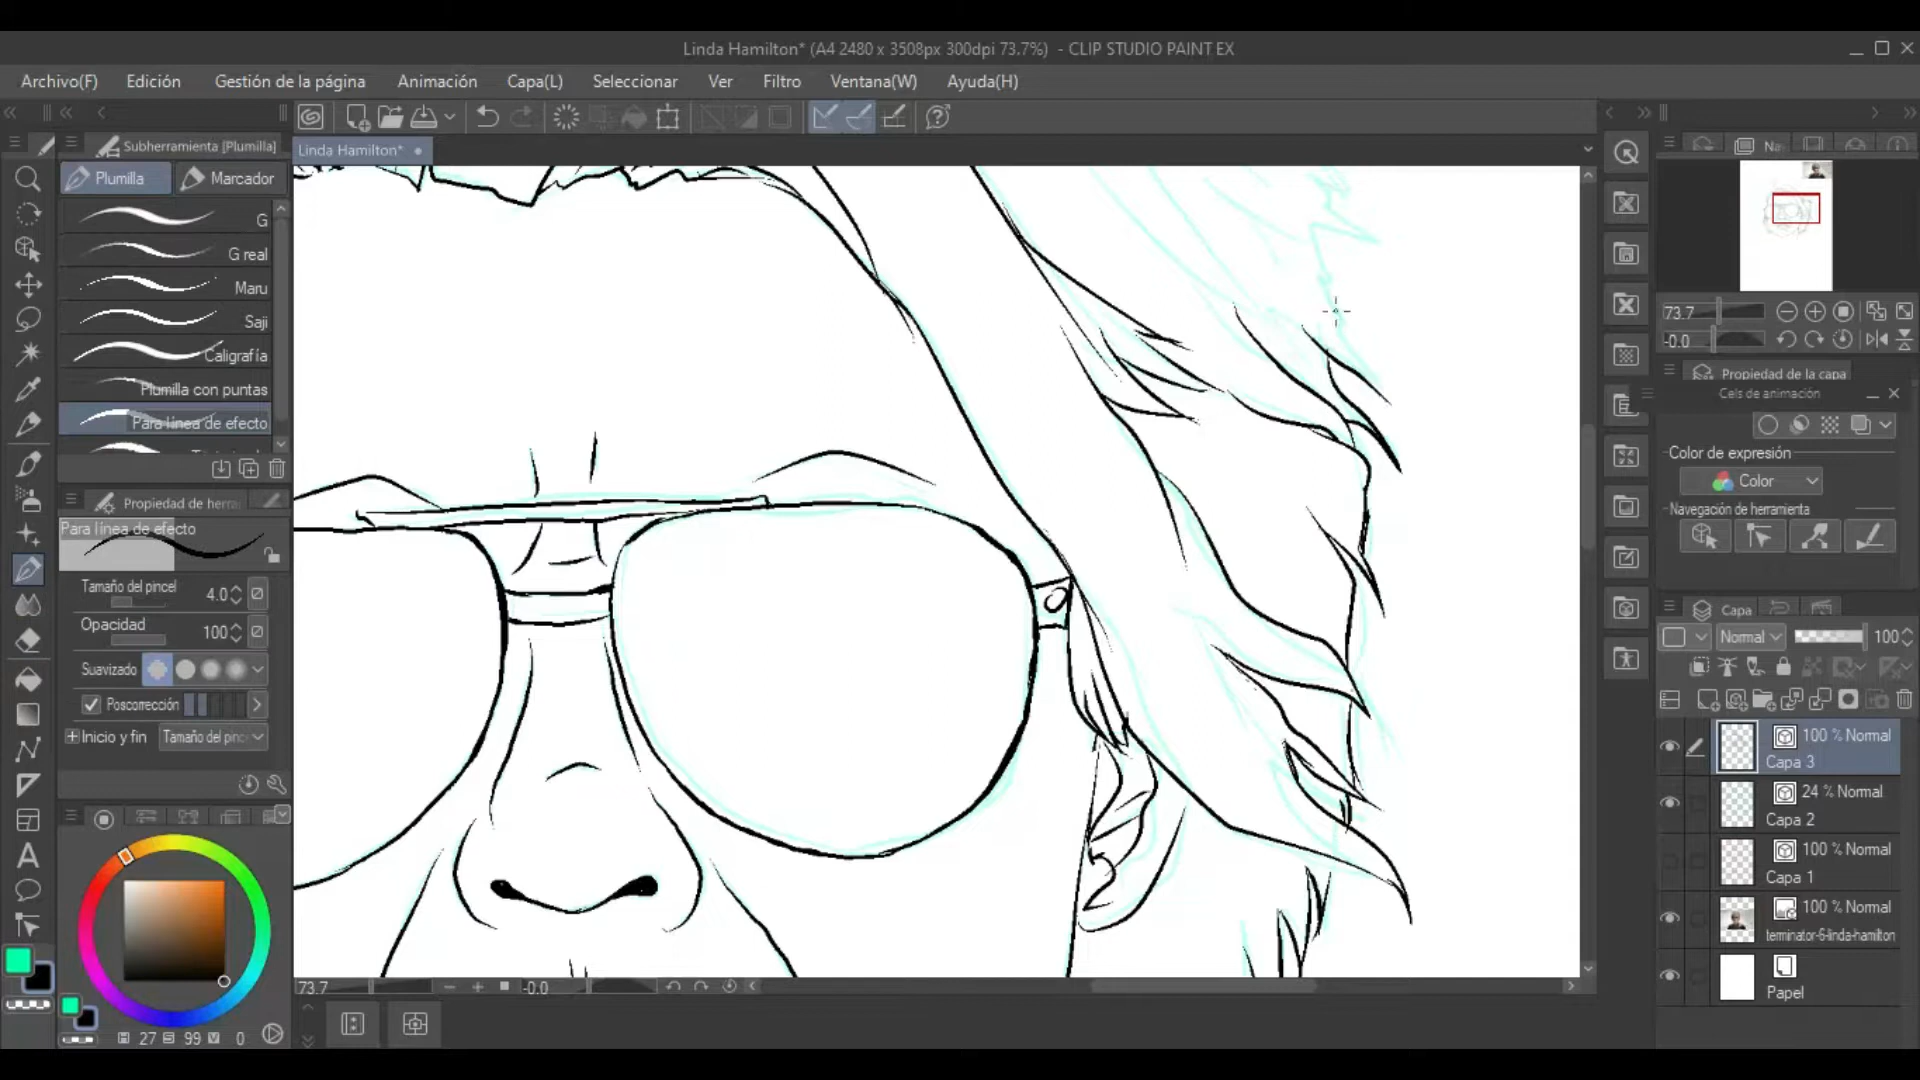 Linda Hamilton* (A4 2480 x 3508px 300dpi 73.7%) - CLIP STUDIO PAINT EX
Archivo(F) Edición Gestión de la página Animación Capa(L) Seleccionar Ver Filtro Ventana(W) Ayuda(H)
Subherramienta [Plumilla]
Linda Hamilton*
Plumilla Marcador
G
G real
Maru
Saji
Caligrafía
Plumilla con puntas
Para línea de efecto
Propiedad de herra
Para línea de efecto
Tamaño del pincel 4.0
Opacidad 100
Suavizado
Poscorrección
Inicio y fin Tamaño del pinc
27 99 0
73.7 -0.0
Na
73.7
-0.0
Propiedad de la capa
Cels de animación
Color de expresión
Color
Navegación de herramienta
Capa
Normal 100
100 % Normal
Capa 3
24 % Normal
Capa 2
100 % Normal
Capa 1
100 % Normal
terminator-6-linda-hamilton
Papel